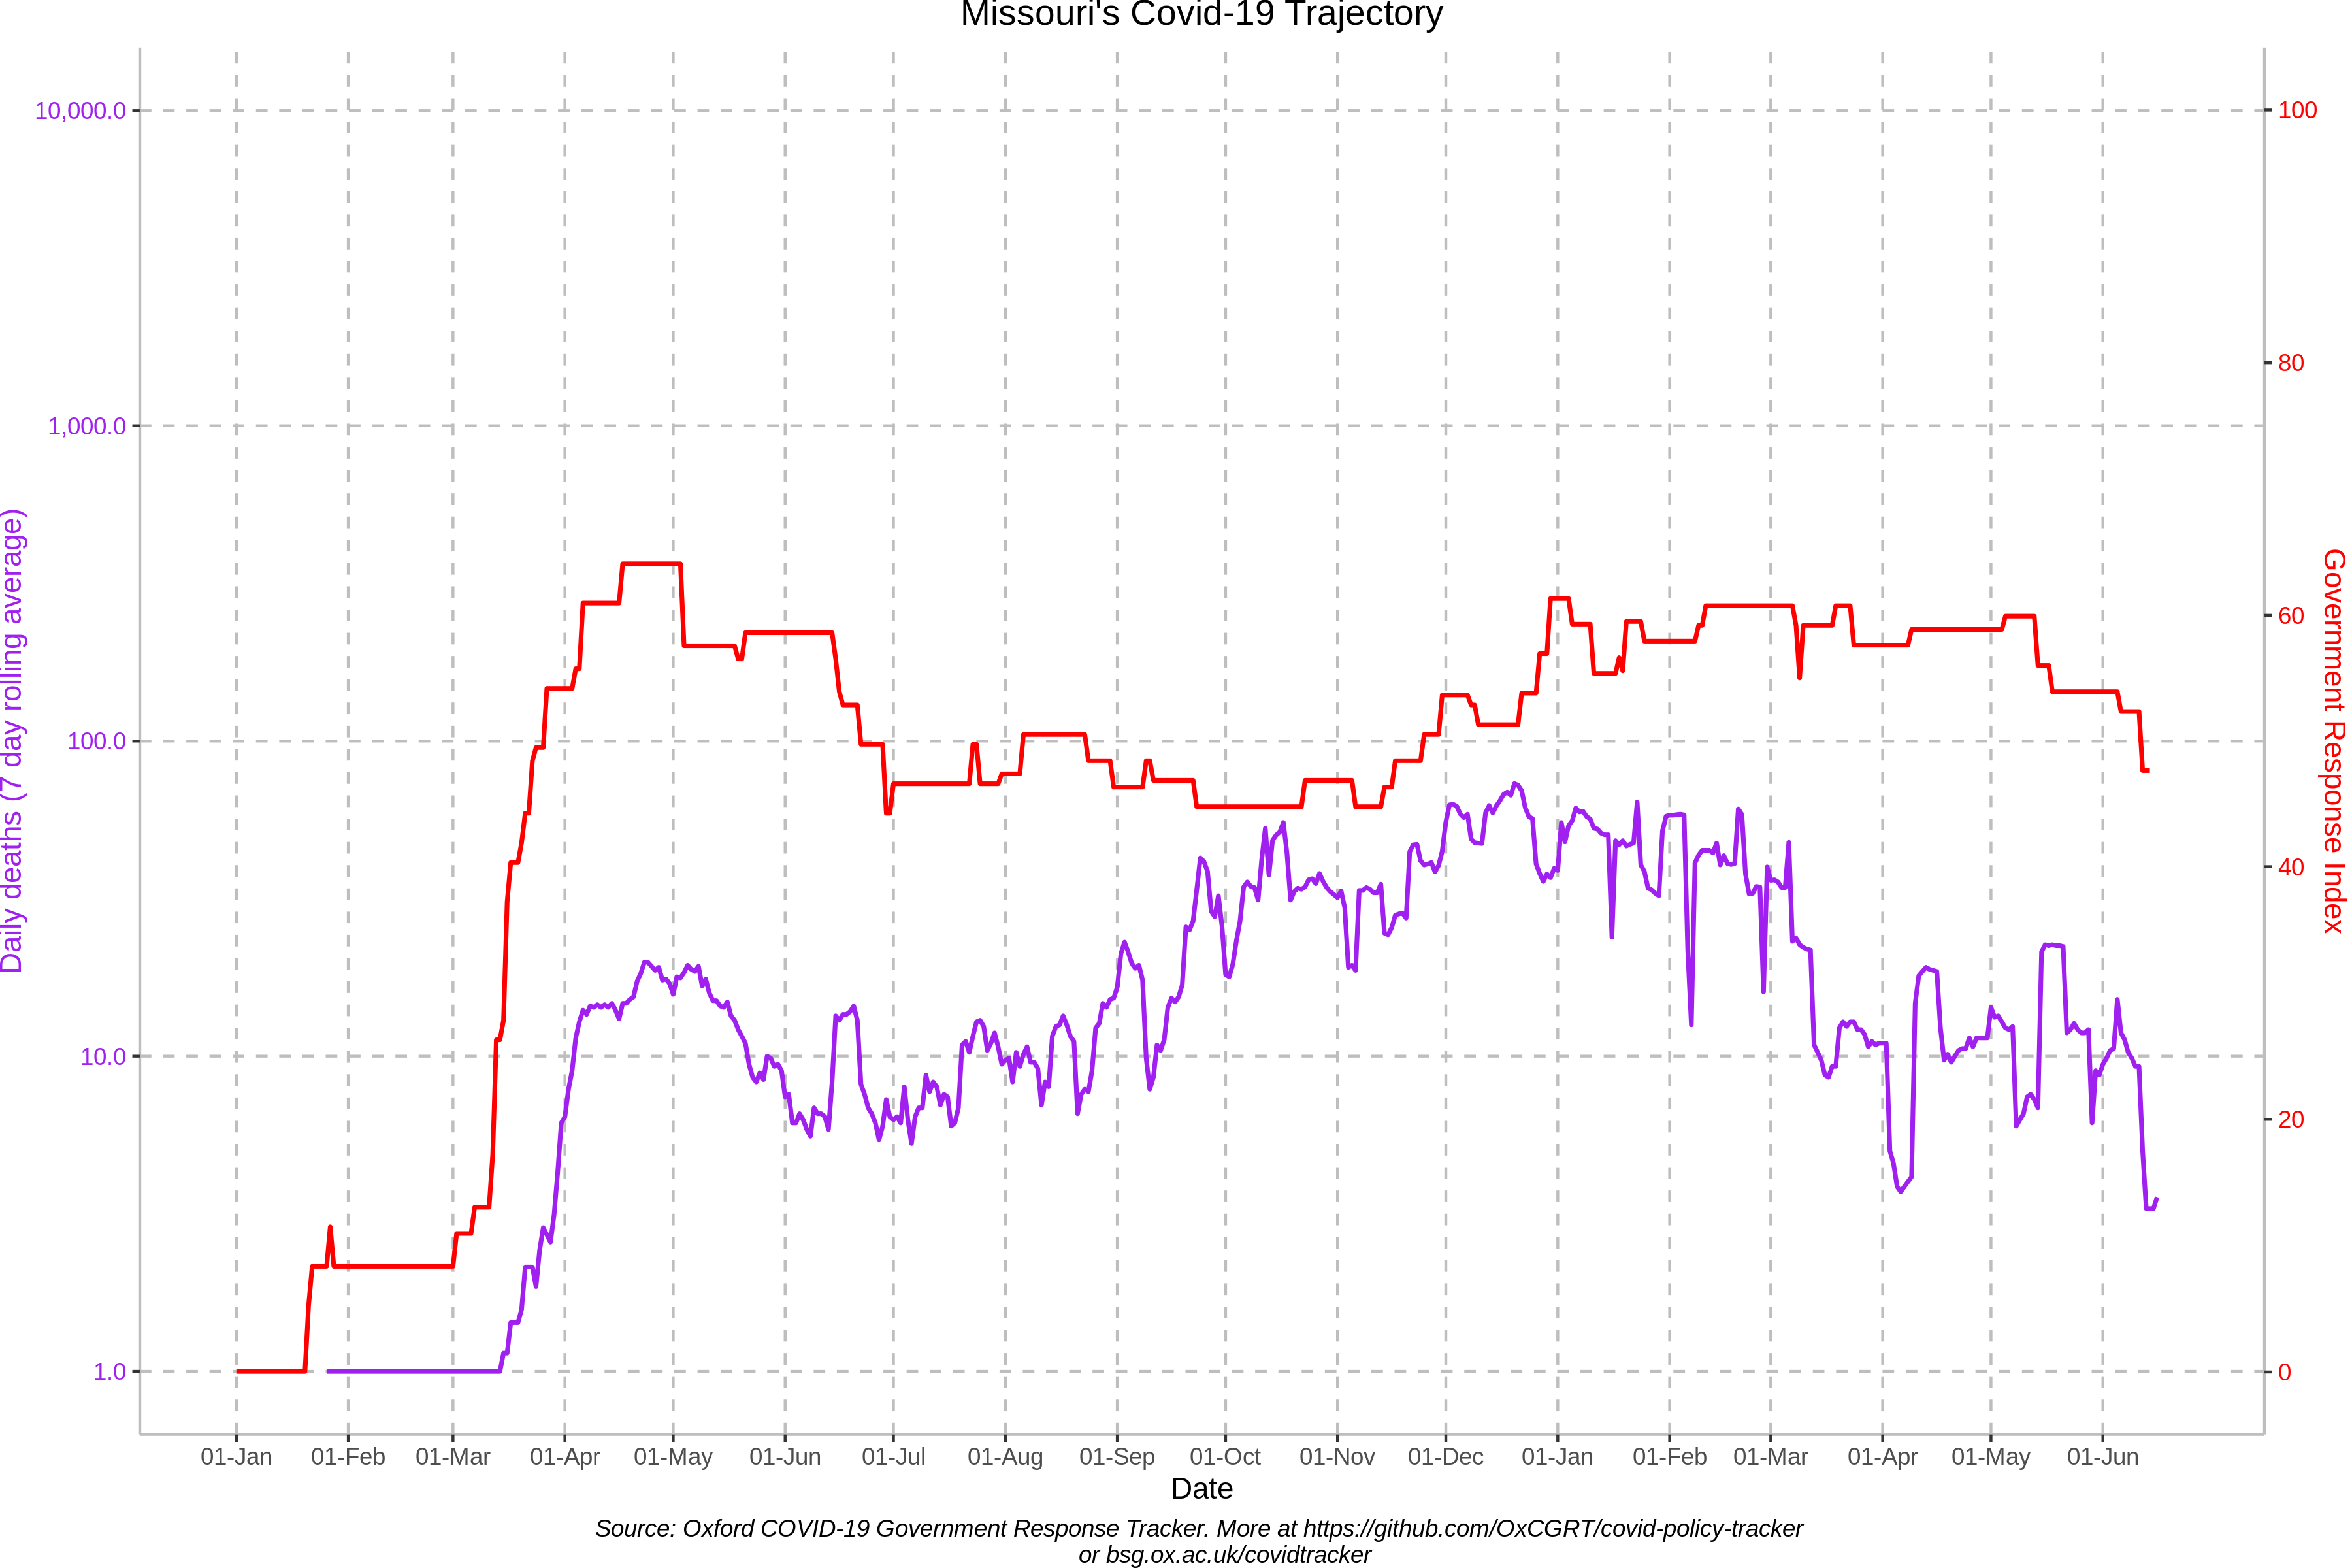 Missouri's Covid-19 Trajectory
10,000.0
1,000.0
100.0
10.0
1.0
Daily deaths (7 day rolling average)
100
80
60
40
20
0
Government Response Index
01-Jan 01-Feb 01-Mar 01-Apr 01-May 01-Jun 01-Jul 01-Aug 01-Sep 01-Oct 01-Nov 01-Dec 01-Jan 01-Feb 01-Mar 01-Apr 01-May 01-Jun
Date
Source: Oxford COVID-19 Government Response Tracker. More at https://github.com/OxCGRT/covid-policy-tracker
or bsg.ox.ac.uk/covidtracker